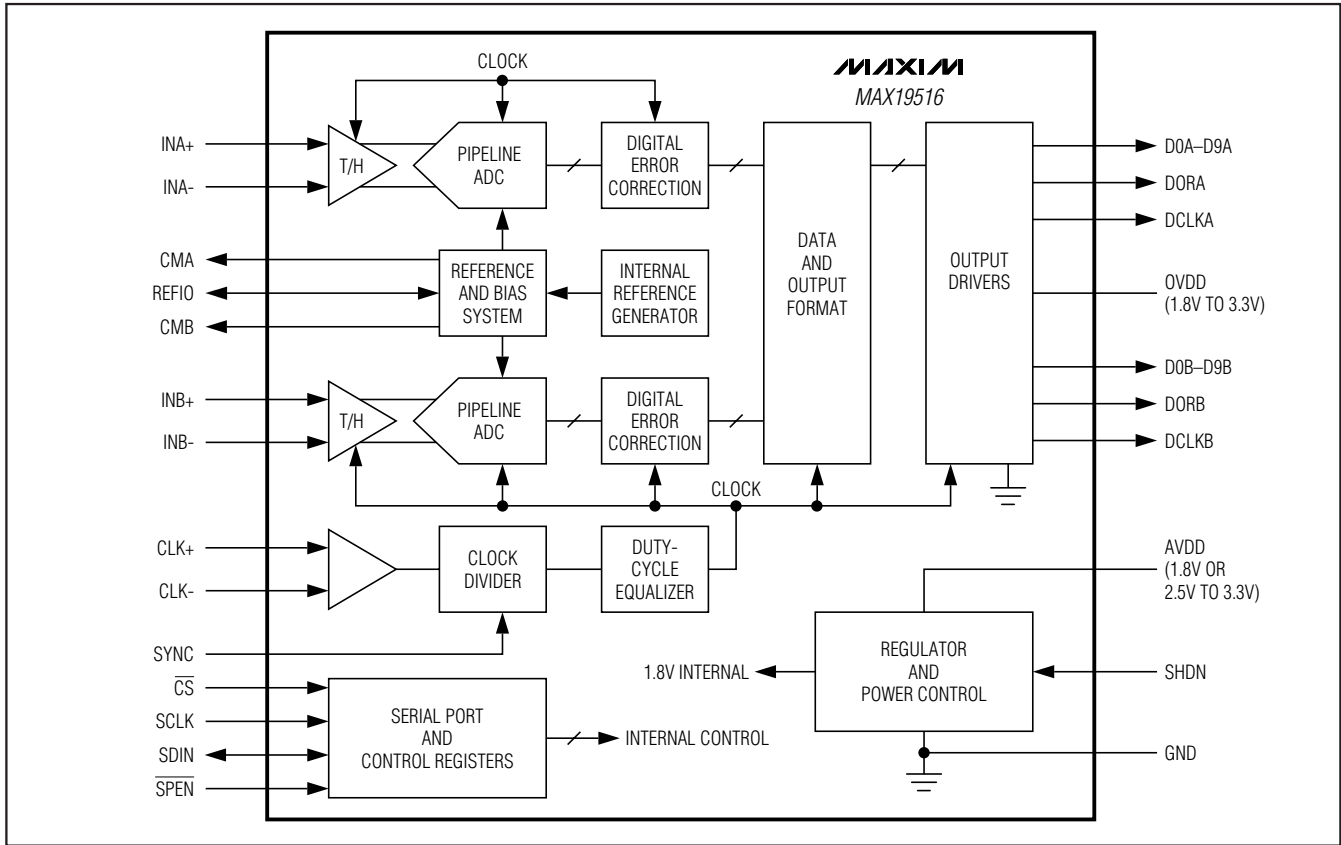 CLOCK
MAXIM
MAX19516
INA+
INA-
T/H
PIPELINE
ADC
DIGITAL
ERROR
CORRECTION
DATA
AND
OUTPUT
FORMAT
OUTPUT
DRIVERS
D0A–D9A
DORA
DCLKA
CMA
REFIO
CMB
REFERENCE
AND BIAS
SYSTEM
INTERNAL
REFERENCE
GENERATOR
OVDD
(1.8V TO 3.3V)
INB+
INB-
T/H
PIPELINE
ADC
DIGITAL
ERROR
CORRECTION
D0B–D9B
DORB
DCLKB
CLOCK
CLK+
CLK-
CLOCK
DIVIDER
DUTY-
CYCLE
EQUALIZER
AVDD
(1.8V OR
2.5V TO 3.3V)
SYNC
CS
SCLK
SDIN
SPEN
SERIAL PORT
AND
CONTROL REGISTERS
INTERNAL CONTROL
1.8V INTERNAL
REGULATOR
AND
POWER CONTROL
SHDN
GND